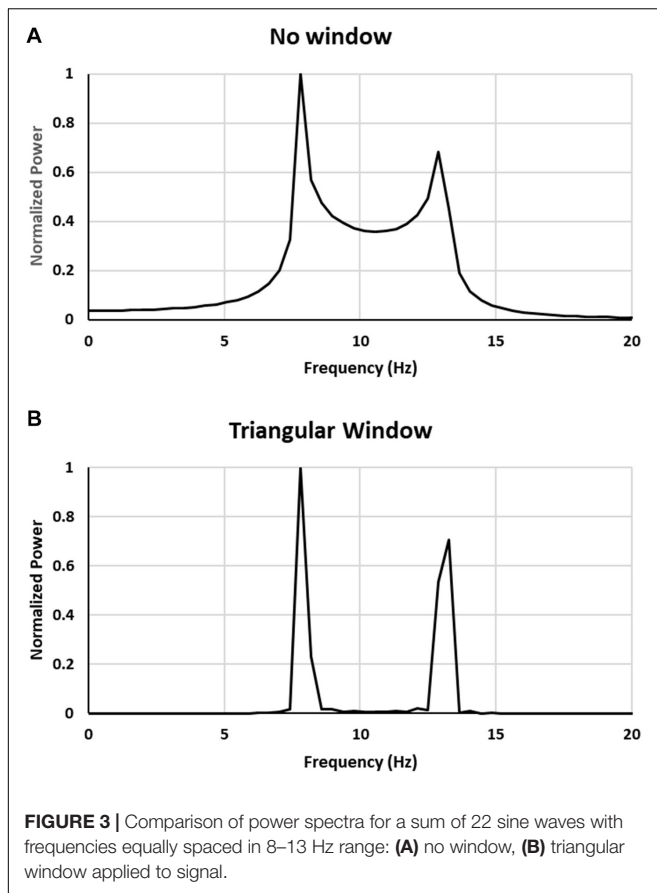 A
No window
Normalized Power
1
0.8
0.6
0.4
0.2
0
0 5 10 15 20
Frequency (Hz)
B
Triangular Window
Normalized Power
1
0.8
0.6
0.4
0.2
0
0 5 10 15 20
Frequency (Hz)
FIGURE 3 | Comparison of power spectra for a sum of 22 sine waves with
frequencies equally spaced in 8–13 Hz range: (A) no window, (B) triangular
window applied to signal.